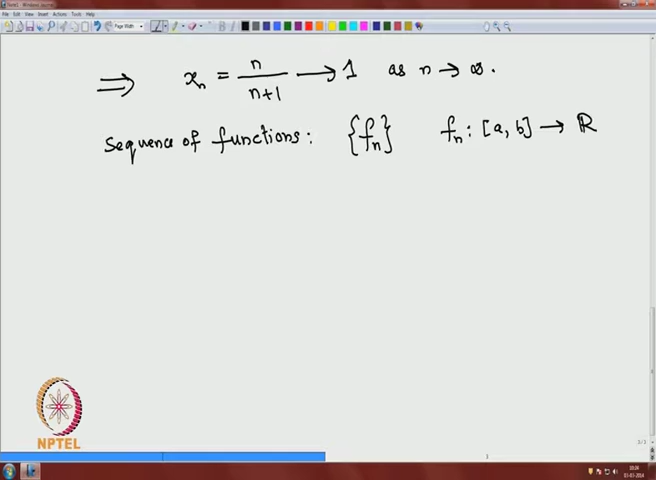 ⇒ xₙ = n/(n+1) → 1 as n → ∞.
Sequence of functions: {fₙ} fₙ: [a, b] → ℝ
NPTEL